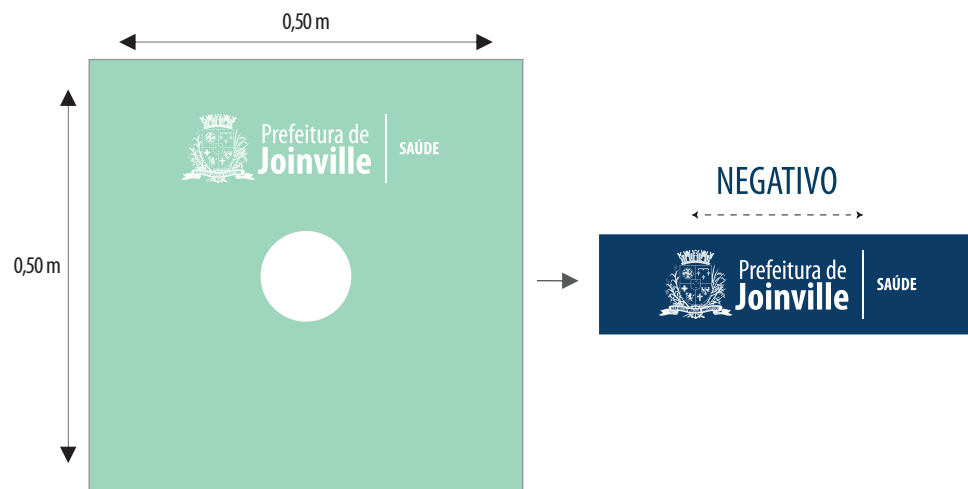 0,50 m
0,50 m
Prefeitura de
Joinville
SAÚDE
NEGATIVO
Prefeitura de
Joinville
SAÚDE